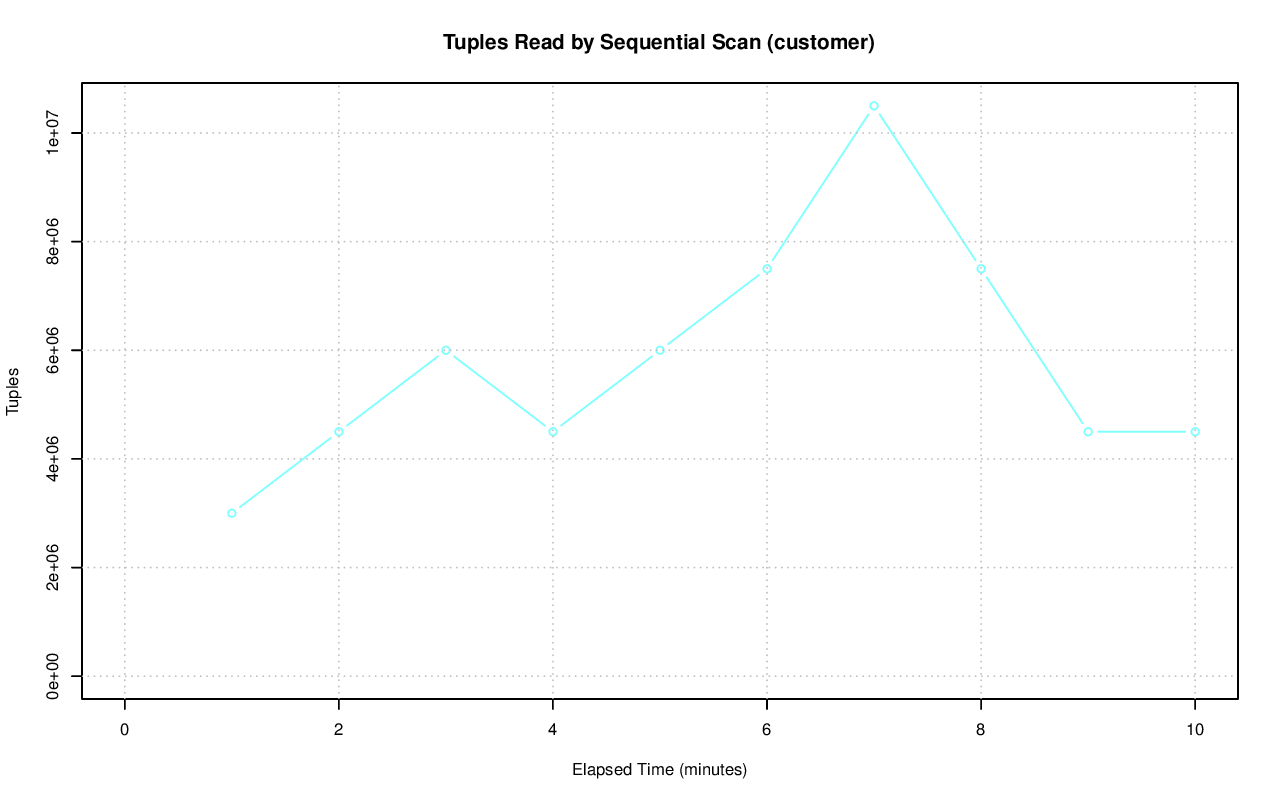 Tuples Read by Sequential Scan (customer)
1e+07
8e+06
6e+06
4e+06
2e+06
0e+00
Tuples
0 2 4 6 8 10
Elapsed Time (minutes)